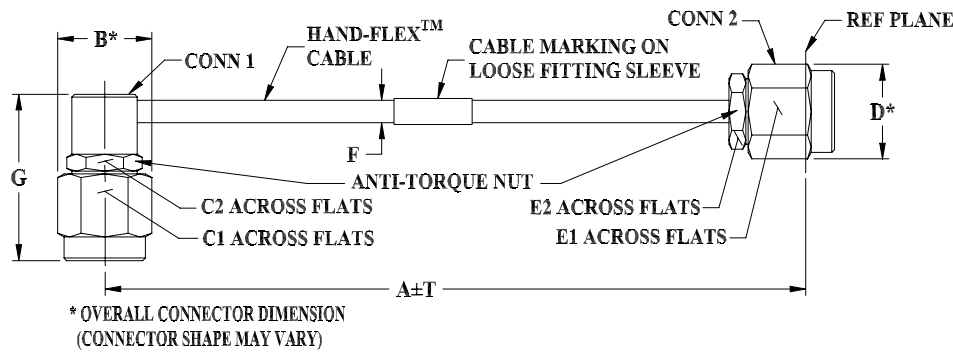 B*
CONN 1
HAND-FLEX™
CABLE
CABLE MARKING ON
LOOSE FITTING SLEEVE
CONN 2
REF PLANE
D*
F
G
ANTI-TORQUE NUT
C2 ACROSS FLATS
C1 ACROSS FLATS
E2 ACROSS FLATS
E1 ACROSS FLATS
A±T
* OVERALL CONNECTOR DIMENSION
(CONNECTOR SHAPE MAY VARY)